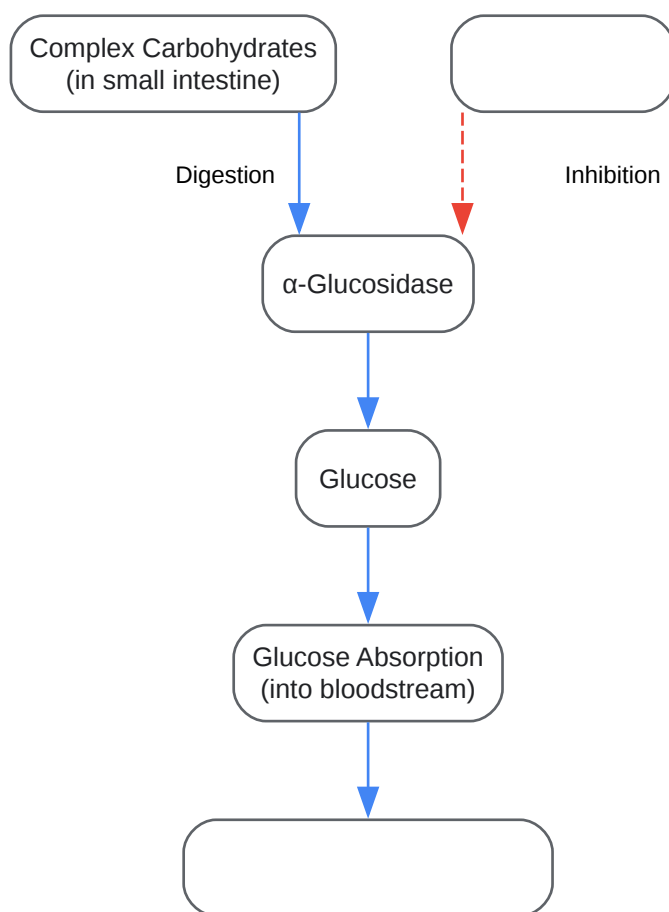 Complex Carbohydrates
(in small intestine)
Digestion
Inhibition
α-Glucosidase
Glucose
Glucose Absorption
(into bloodstream)